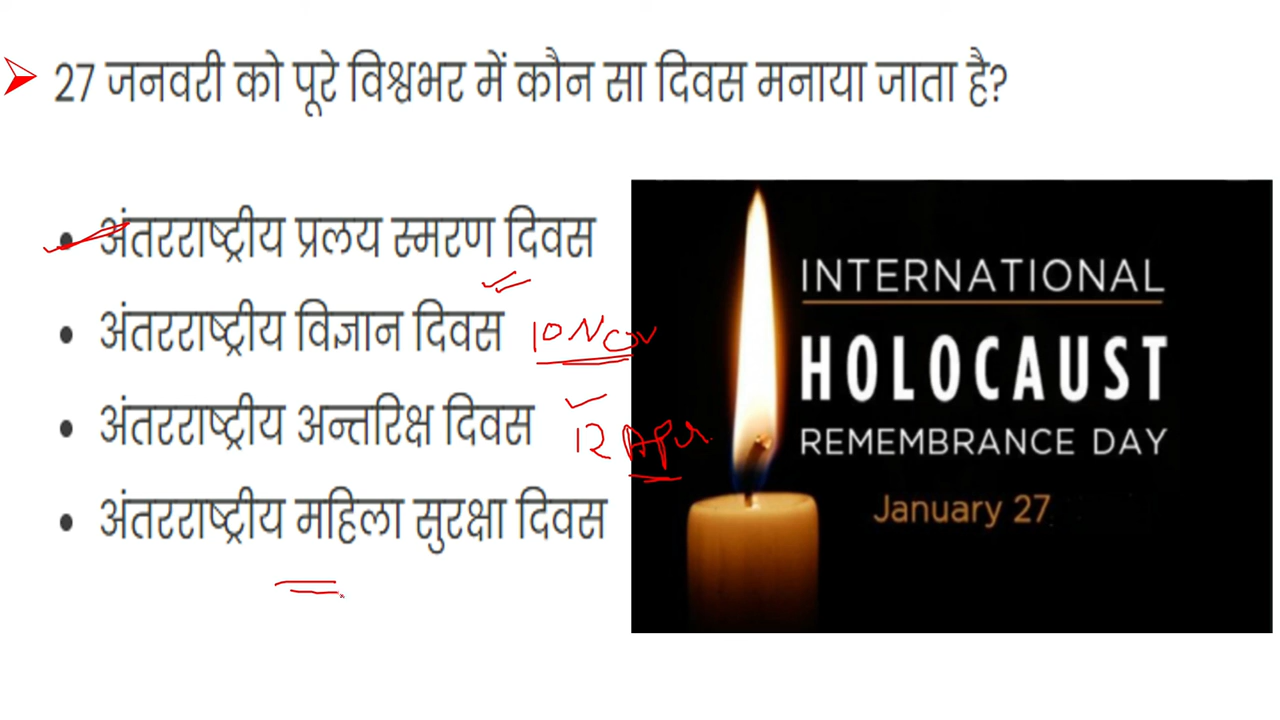 27 जनवरी को पूरे विश्वभर में कौन सा दिवस मनाया जाता है?
अंतरराष्ट्रीय प्रलय स्मरण दिवस
अंतरराष्ट्रीय विज्ञान दिवस 10 Nov
अंतरराष्ट्रीय अन्तरिक्ष दिवस 12 Apr
अंतरराष्ट्रीय महिला सुरक्षा दिवस
INTERNATIONAL
HOLOCAUST
REMEMBRANCE DAY
January 27